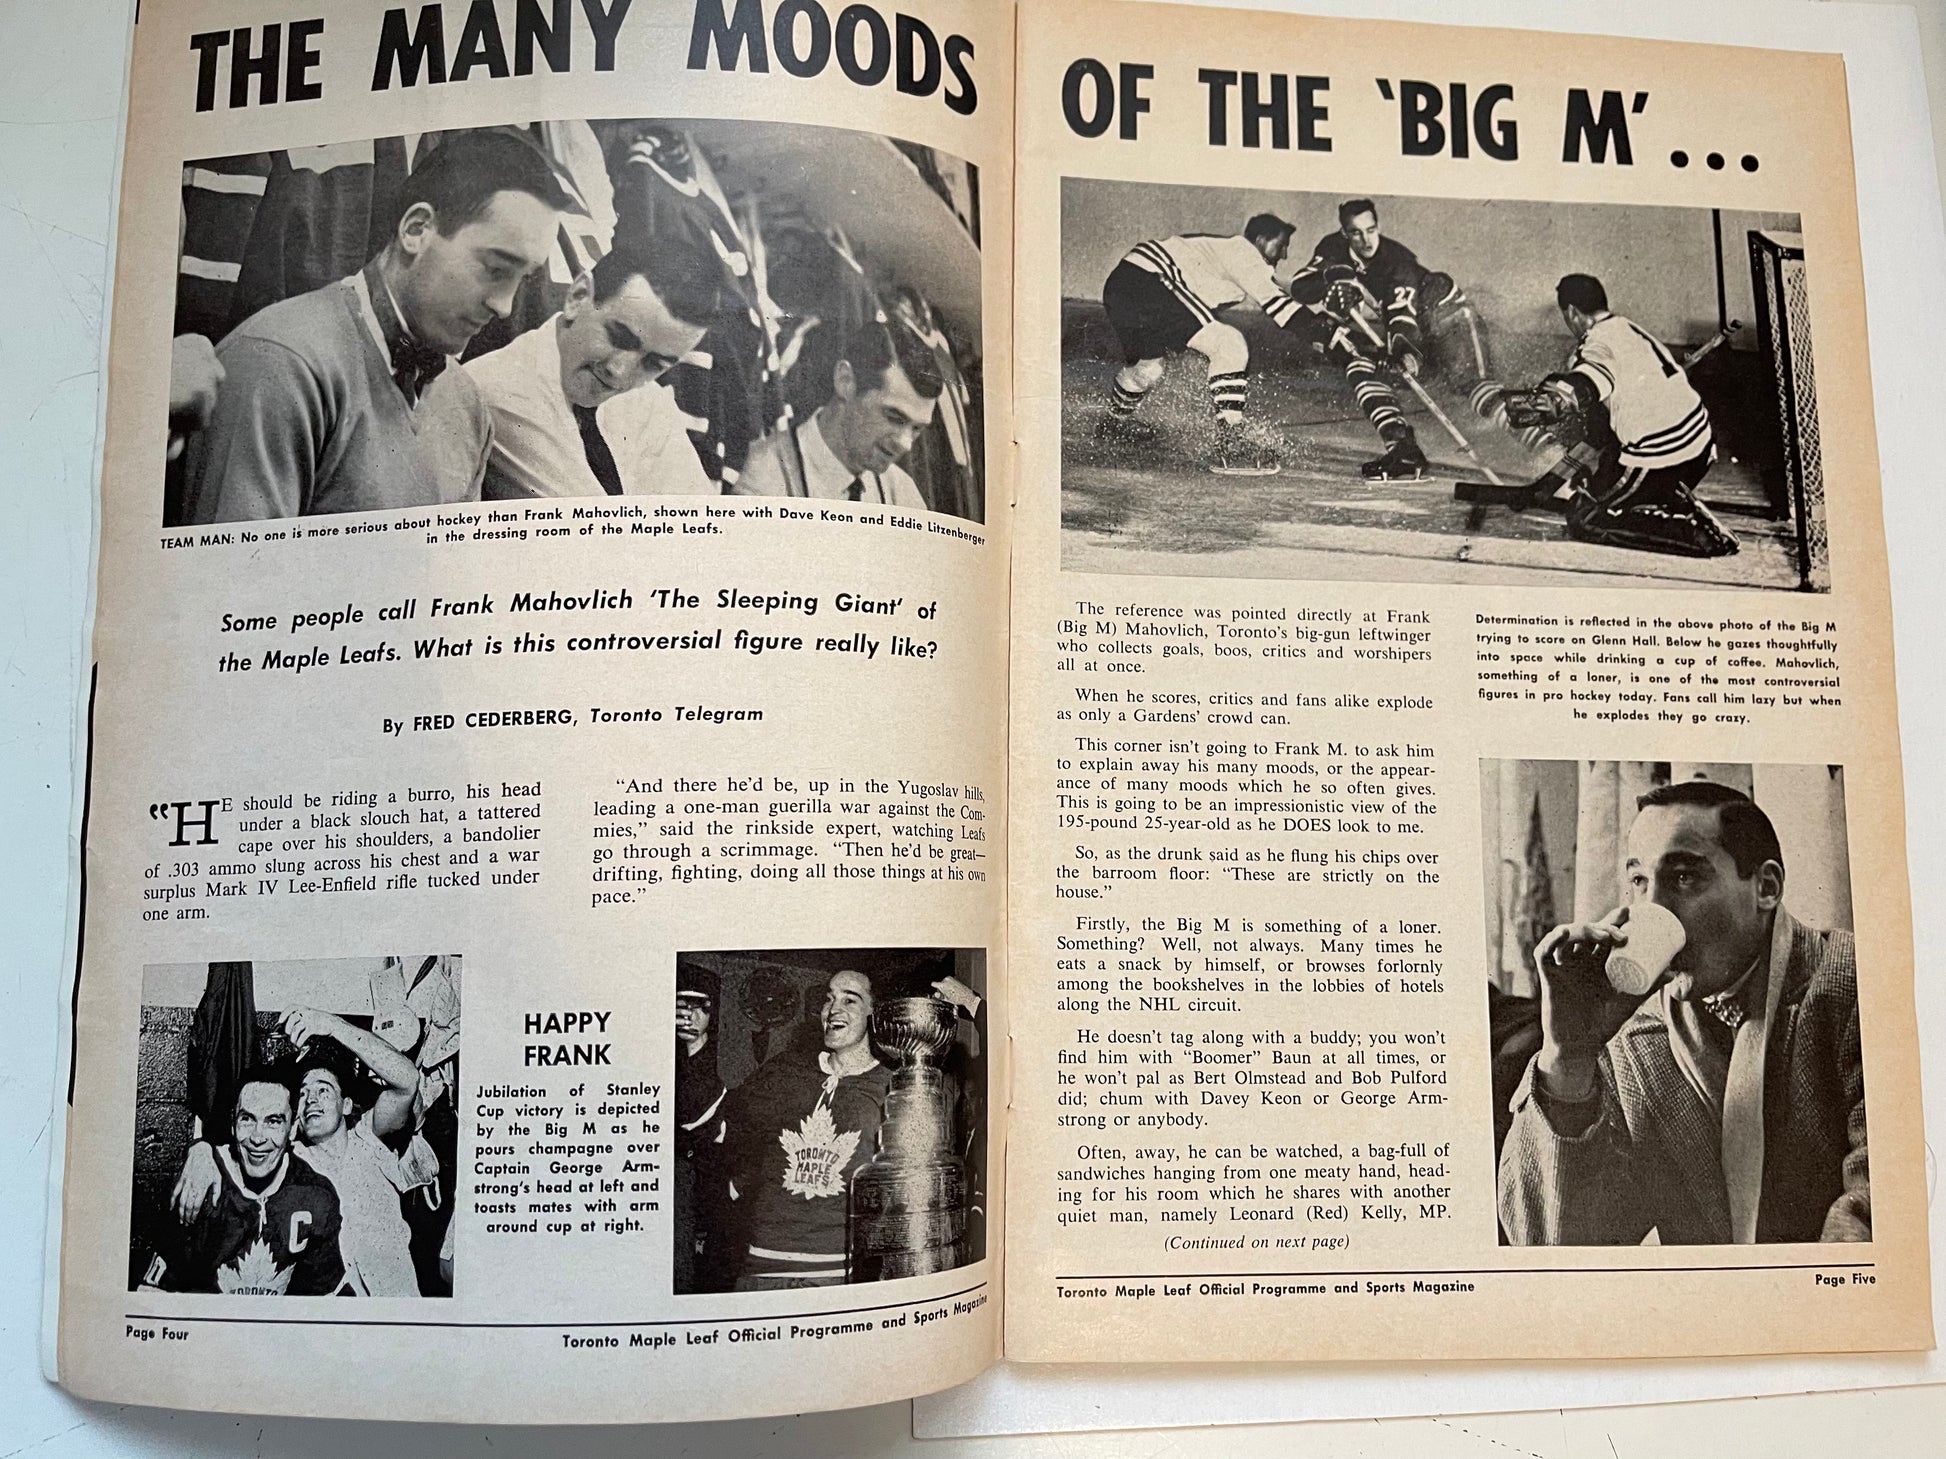 THE MANY MOODS
TEAM MAN: No one is more serious about hockey than Frank Mahovlich, shown here with Dave Keon and Eddie Litzenberger
in the dressing room of the Maple Leafs.
Some people call Frank Mahovlich ‘The Sleeping Giant’ of
the Maple Leafs. What is this controversial figure really like?
By FRED CEDERBERG, Toronto Telegram
“HE should be riding a burro, his head
under a black slouch hat, a tattered
cape over his shoulders, a bandolier
of .303 ammo slung across his chest and a war
surplus Mark IV Lee-Enfield rifle tucked under
one arm.
“And there he’d be, up in the Yugoslav hills,
leading a one-man guerilla war against the Com-
mies,” said the rinkside expert, watching Leafs
go through a scrimmage. “Then he’d be great—
drifting, fighting, doing all those things at his own
pace.”
C
TORONTO
HAPPY
FRANK
Jubilation of Stanley
Cup victory is depicted
by the Big M as he
pours champagne over
Captain George Arm-
strong’s head at left and
toasts mates with arm
around cup at right.
TORONTO
MAPLE
LEAFS
Page Four
Toronto Maple Leaf Official Programme and Sports Magazine
OF THE ‘BIG M’...
27
1
The reference was pointed directly at Frank
(Big M) Mahovlich, Toronto’s big-gun leftwinger
who collects goals, boos, critics and worshipers
all at once.
When he scores, critics and fans alike explode
as only a Gardens’ crowd can.
This corner isn’t going to Frank M. to ask him
to explain away his many moods, or the appear-
ance of many moods which he so often gives.
This is going to be an impressionistic view of the
195-pound 25-year-old as he DOES look to me.
So, as the drunk said as he flung his chips over
the barroom floor: “These are strictly on the
house.”
Firstly, the Big M is something of a loner.
Something? Well, not always. Many times he
eats a snack by himself, or browses forlornly
among the bookshelves in the lobbies of hotels
along the NHL circuit.
He doesn’t tag along with a buddy; you won’t
find him with “Boomer” Baun at all times, or
he won’t pal as Bert Olmstead and Bob Pulford
did; chum with Davey Keon or George Arm-
strong or anybody.
Often, away, he can be watched, a bag-full of
sandwiches hanging from one meaty hand, head-
ing for his room which he shares with another
quiet man, namely Leonard (Red) Kelly, MP.
(Continued on next page)
Determination is reflected in the above photo of the Big M
trying to score on Glenn Hall. Below he gazes thoughtfully
into space while drinking a cup of coffee. Mahovlich,
something of a loner, is one of the most controversial
figures in pro hockey today. Fans call him lazy but when
he explodes they go crazy.
Toronto Maple Leaf Official Programme and Sports Magazine
Page Five